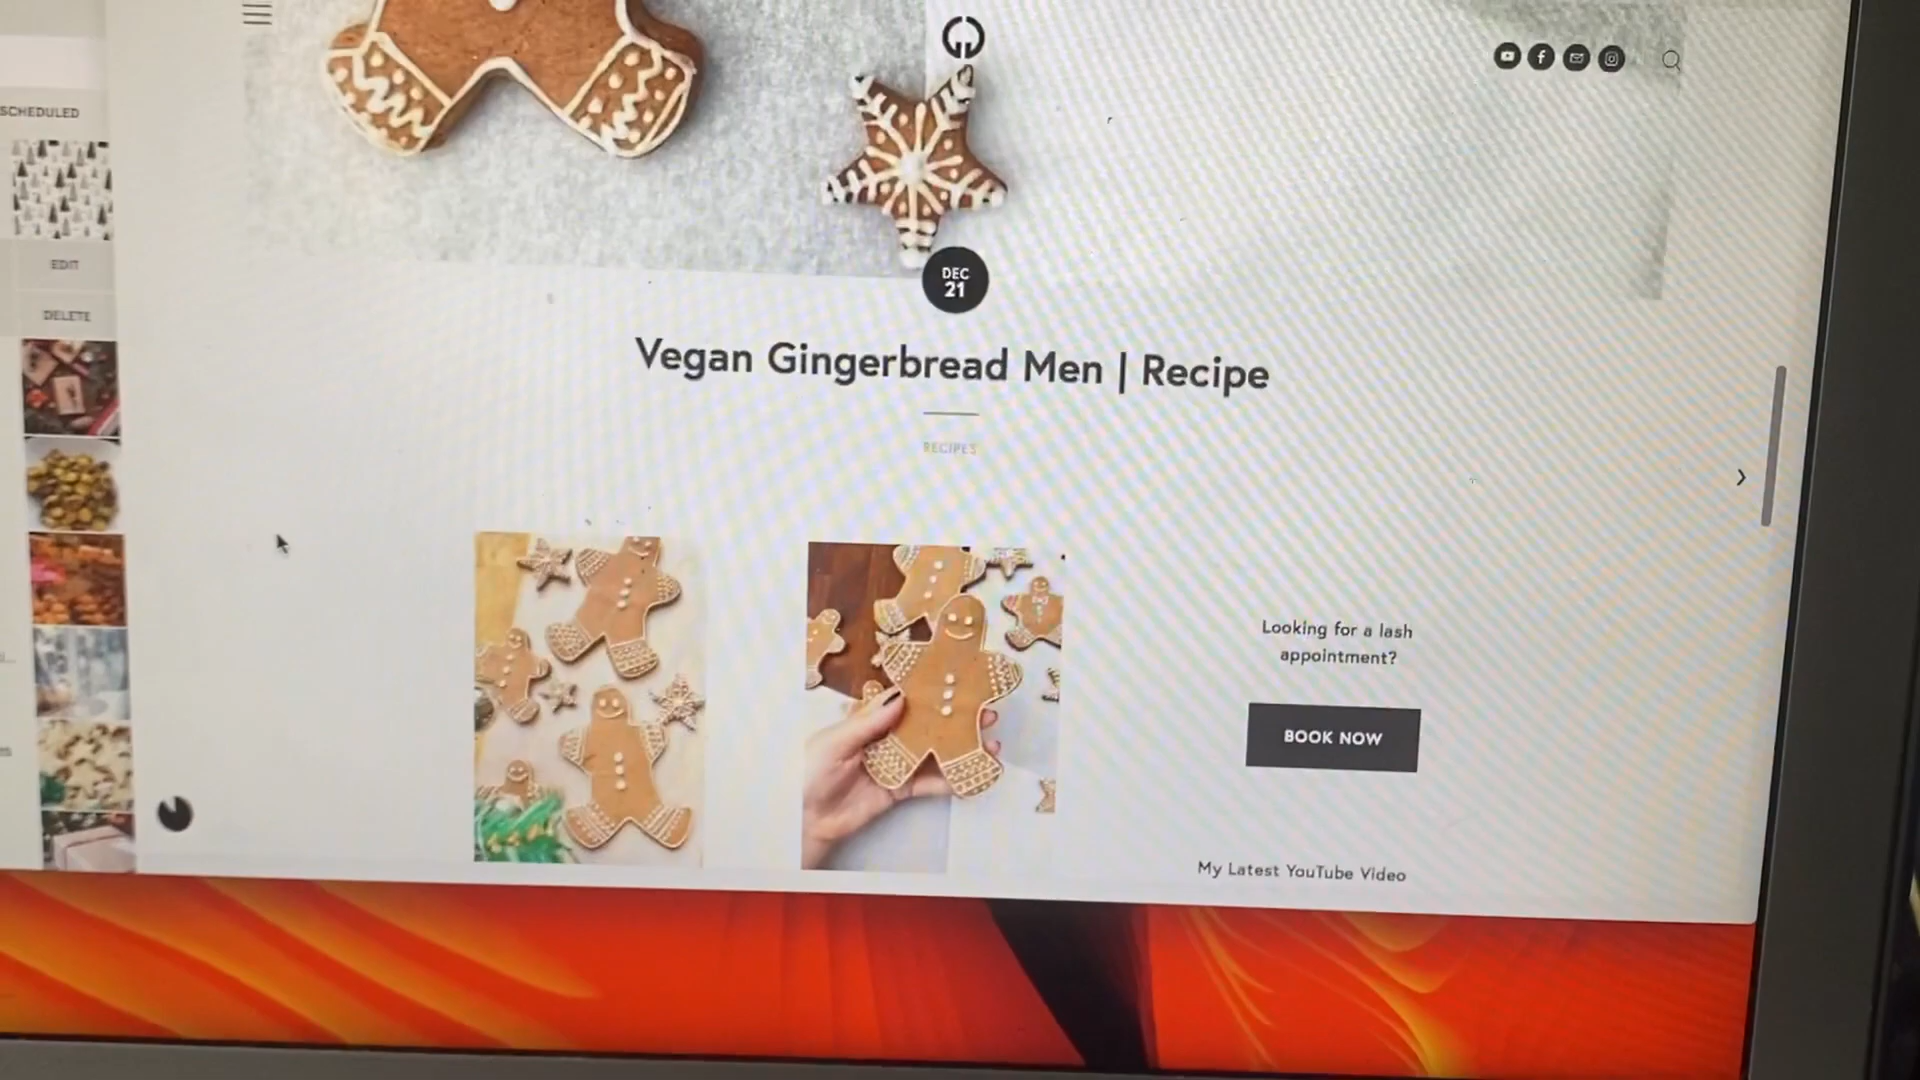 SCHEDULED
EDIT
DELETE
DEC
21
Vegan Gingerbread Men | Recipe
RECIPES
Looking for a lash
appointment?
BOOK NOW
My Latest YouTube Video